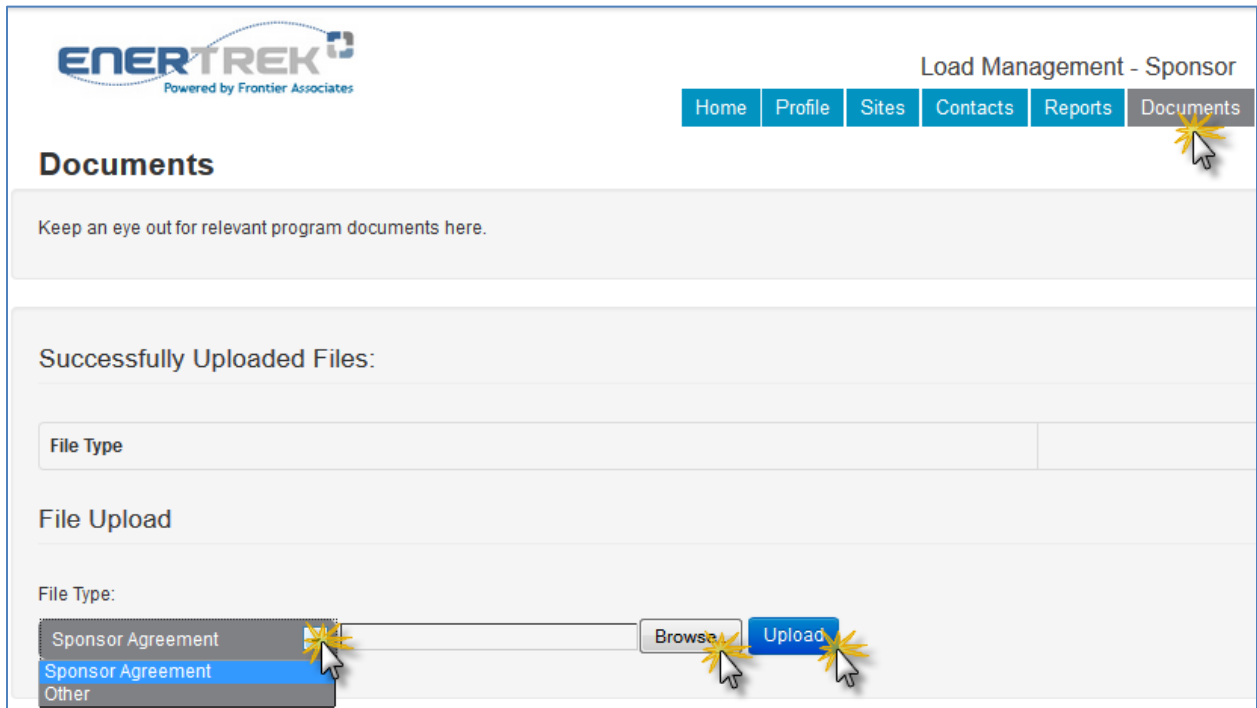 ENERTREK
Powered by Frontier Associates
Load Management - Sponsor
Home Profile Sites Contacts Reports Documents
Documents
Keep an eye out for relevant program documents here.
Successfully Uploaded Files:
File Type
File Upload
File Type:
Sponsor Agreement Browse... Upload
Sponsor Agreement
Other